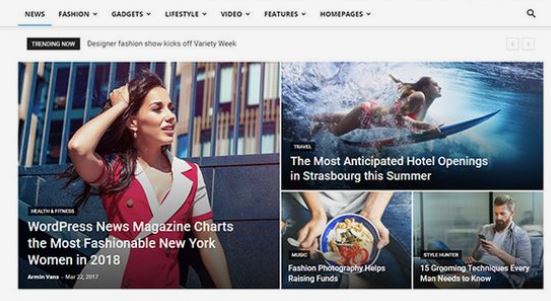 NEWS FASHION GADGETS LIFESTYLE VIDEO FEATURES HOMEPAGES
TRENDING NOW Designer fashion show kicks off Variety Week
HEALTH & FITNESS
WordPress News Magazine Charts
the Most Fashionable New York
Women in 2018
Armin Vans - Mar 22, 2017
TRAVEL
The Most Anticipated Hotel Openings
in Strasbourg this Summer
MUSIC
Fashion Photography Helps
Raising Funds
STYLE HUNTER
15 Grooming Techniques Every
Man Needs to Know